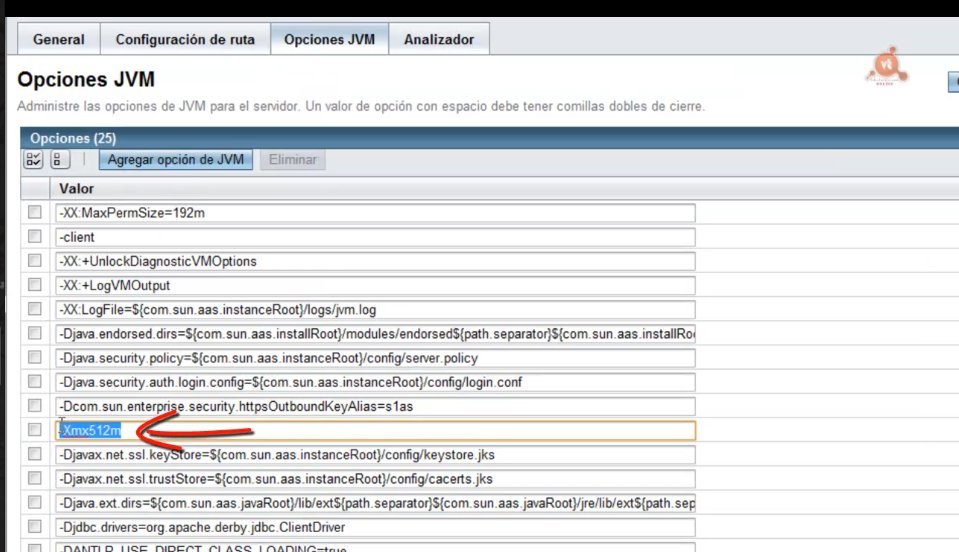 General Configuración de ruta Opciones JVM Analizador
Opciones JVM
Administre las opciones de JVM para el servidor. Un valor de opción con espacio debe tener comillas dobles de cierre.
Opciones (25)
Agregar opción de JVM Eliminar
Valor
-XX:MaxPermSize=192m
-client
-XX:+UnlockDiagnosticVMOptions
-XX:+LogVMOutput
-XX:LogFile=${com.sun.aas.instanceRoot}/logs/jvm.log
-Djava.endorsed.dirs=${com.sun.aas.installRoot}/modules/endorsed${path.separator}${com.sun.aas.installRo
-Djava.security.policy=${com.sun.aas.instanceRoot}/config/server.policy
-Djava.security.auth.login.config=${com.sun.aas.instanceRoot}/config/login.conf
-Dcom.sun.enterprise.security.httpsOutboundKeyAlias=s1as
-Xmx512m
-Djavax.net.ssl.keyStore=${com.sun.aas.instanceRoot}/config/keystore.jks
-Djavax.net.ssl.trustStore=${com.sun.aas.instanceRoot}/config/cacerts.jks
-Djava.ext.dirs=${com.sun.aas.javaRoot}/lib/ext${path.separator}${com.sun.aas.javaRoot}/jre/lib/ext${path.sep
-Djdbc.drivers=org.apache.derby.jdbc.ClientDriver
-DANTLR_USE_DIRECT_CLASS_LOADING=true